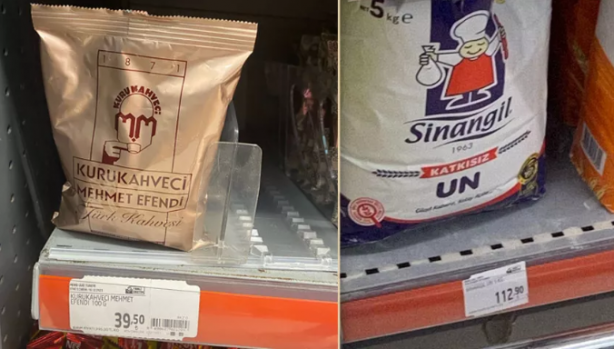 1871
KURUKAHVECİ
KURUKAHVECİ
MEHMET EFENDİ
Türk Kahvesi
KURUKAHVECİ MEHMET
EFENDİ 100 G
39,50
5 kg e
Sinangil
1963
KATKISIZ
UN
112,90